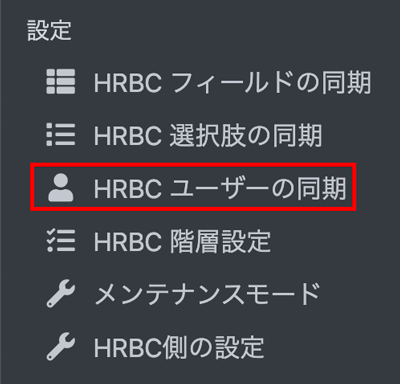 設定
HRBC フィールドの同期
HRBC 選択肢の同期
HRBC ユーザーの同期
HRBC 階層設定
メンテナンスモード
HRBC側の設定